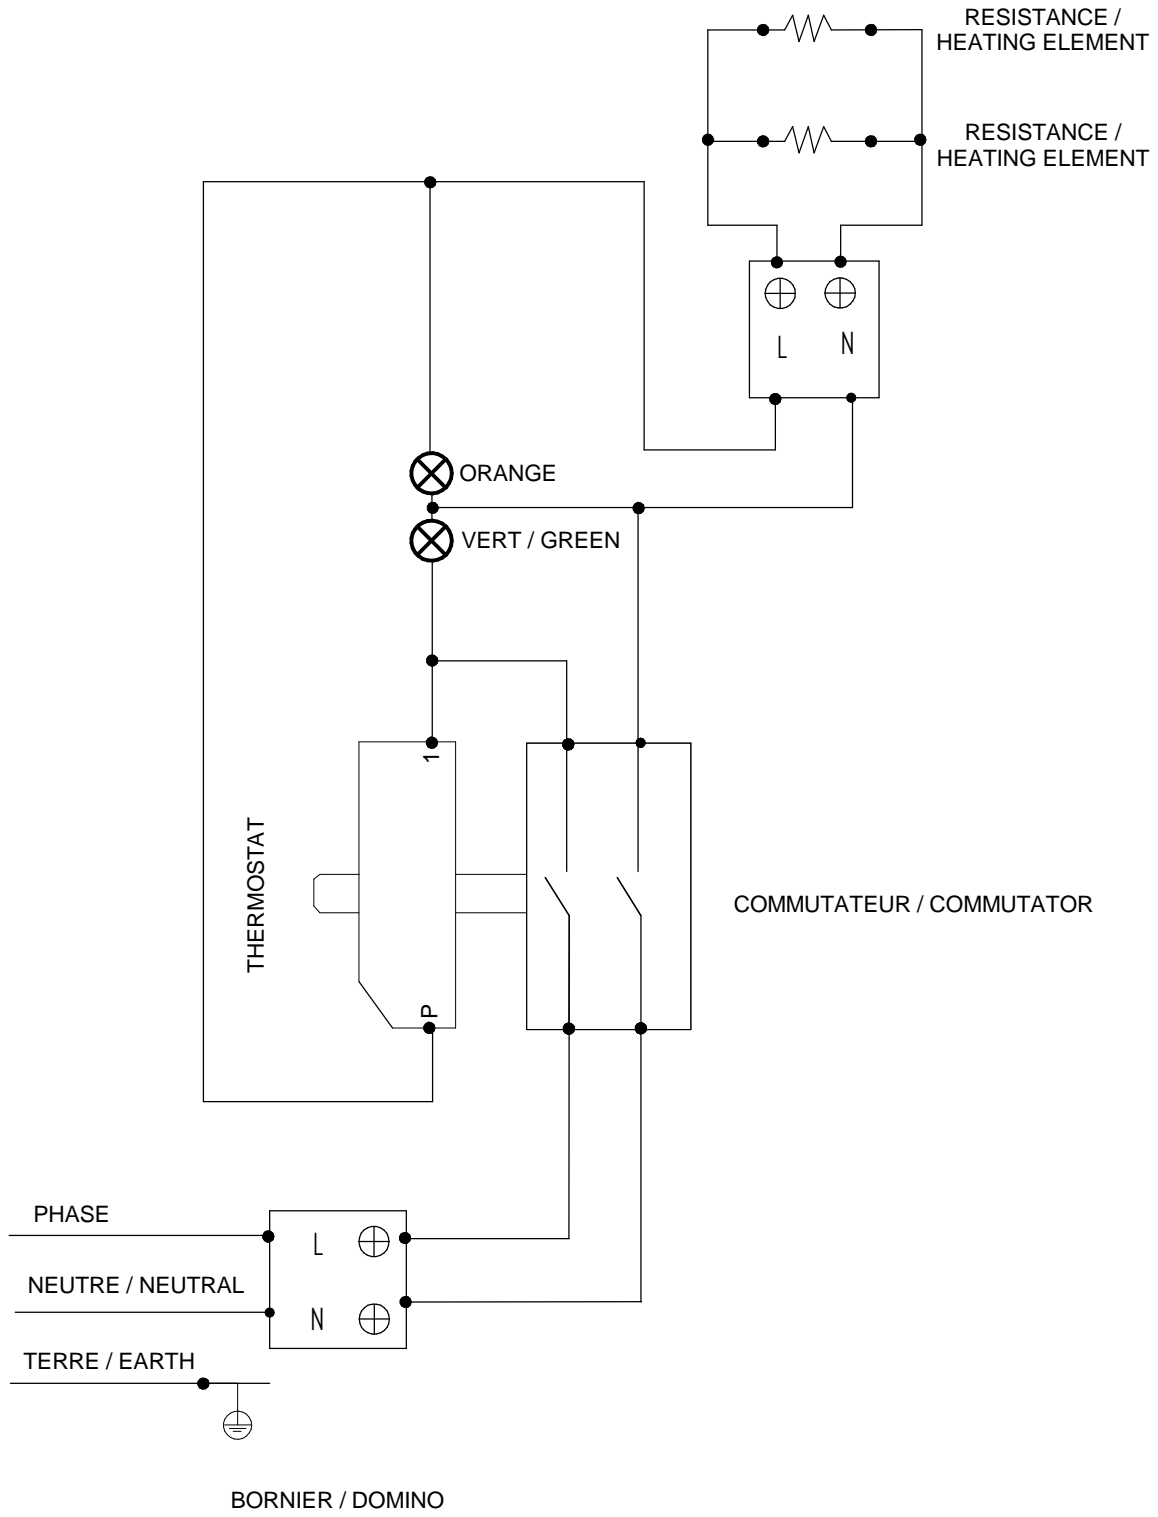 RESISTANCE /
HEATING ELEMENT
RESISTANCE /
HEATING ELEMENT
L N
ORANGE
VERT / GREEN
1
THERMOSTAT
COMMUTATEUR / COMMUTATOR
P
PHASE
L
NEUTRE / NEUTRAL
N
TERRE / EARTH
BORNIER / DOMINO